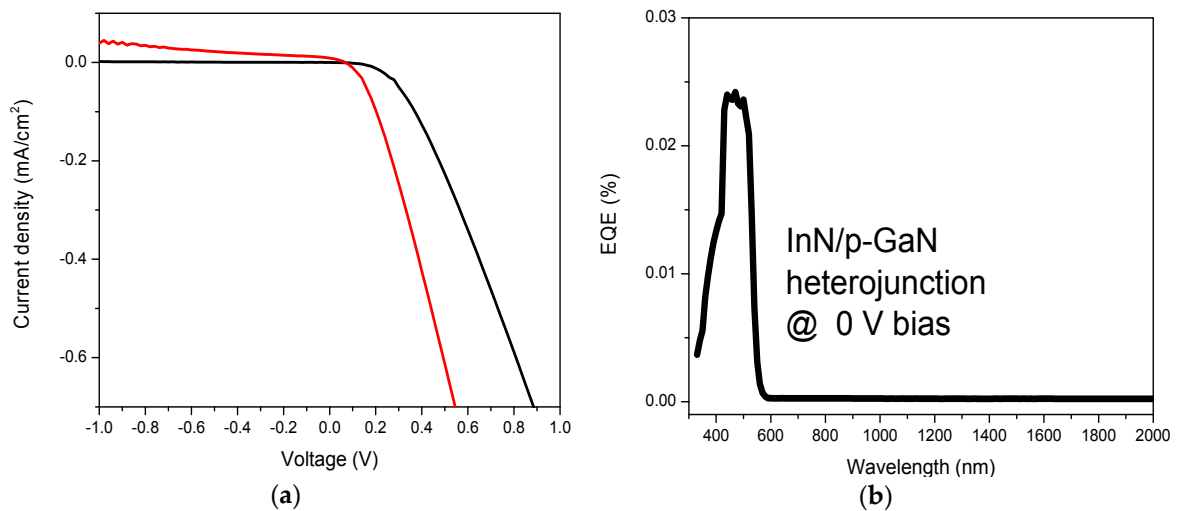 0.0
-0.2
-0.4
-0.6
Current density (mA/cm²)
-1.0 -0.8 -0.6 -0.4 -0.2 0.0 0.2 0.4 0.6 0.8 1.0
Voltage (V)
(a)
0.03
0.02
0.01
0.00
EQE (%)
InN/p-GaN
heterojunction
@ 0 V bias
400 600 800 1000 1200 1400 1600 1800 2000
Wavelength (nm)
(b)